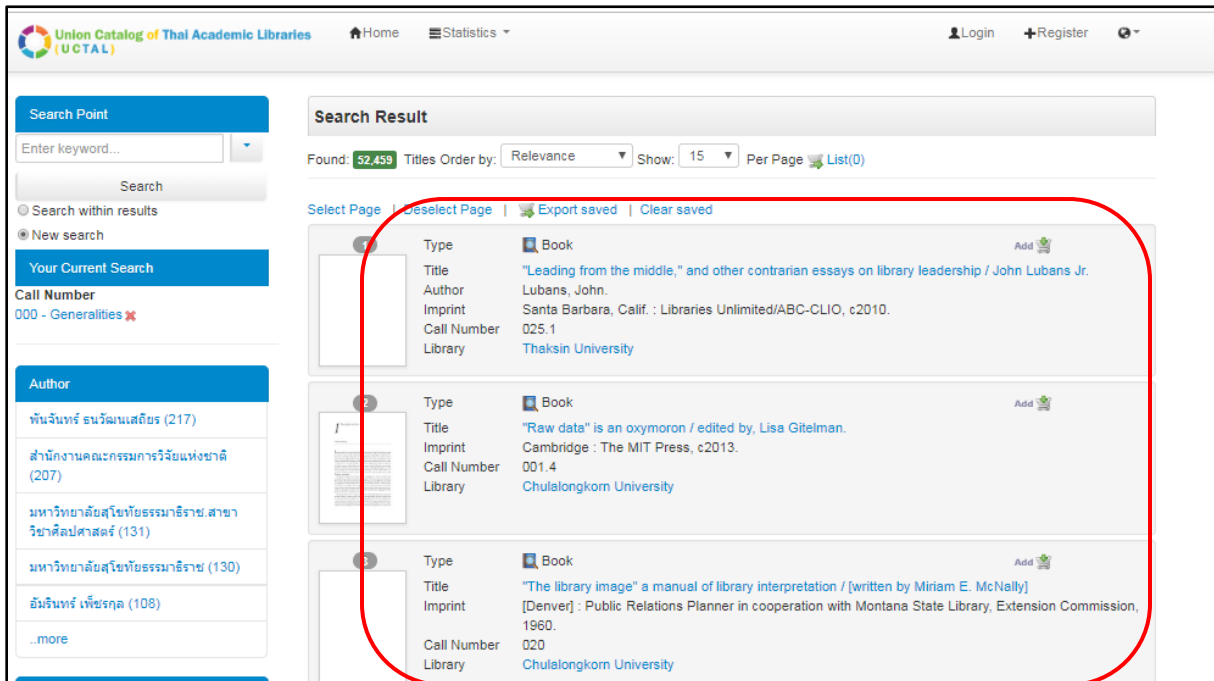 Union Catalog of Thai Academic Libraries
(UCTAL)
Home
Statistics
Login
Register
Search Point
Enter keyword...
Search
Search within results
New search
Your Current Search
Call Number
000 - Generalities
Author
พันจันทร์ ธนวัฒนเสถียร (217)
สำนักงานคณะกรรมการวิจัยแห่งชาติ
(207)
มหาวิทยาลัยสุโขทัยธรรมาธิราช.สาขา
วิชาศิลปศาสตร์ (131)
มหาวิทยาลัยสุโขทัยธรรมาธิราช (130)
อัมรินทร์ เพ็ชรกุล (108)
..more
Search Result
Found: 52,459 Titles Order by: Relevance Show: 15 Per Page List(0)
Select Page | Deselect Page | Export saved | Clear saved
1
Type Book Add
Title "Leading from the middle," and other contrarian essays on library leadership / John Lubans Jr.
Author Lubans, John.
Imprint Santa Barbara, Calif. : Libraries Unlimited/ABC-CLIO, c2010.
Call Number 025.1
Library Thaksin University
2
Type Book Add
Title "Raw data" is an oxymoron / edited by, Lisa Gitelman.
Imprint Cambridge : The MIT Press, c2013.
Call Number 001.4
Library Chulalongkorn University
3
Type Book Add
Title "The library image" a manual of library interpretation / [written by Miriam E. McNally]
Imprint [Denver] : Public Relations Planner in cooperation with Montana State Library, Extension Commission,
1960.
Call Number 020
Library Chulalongkorn University